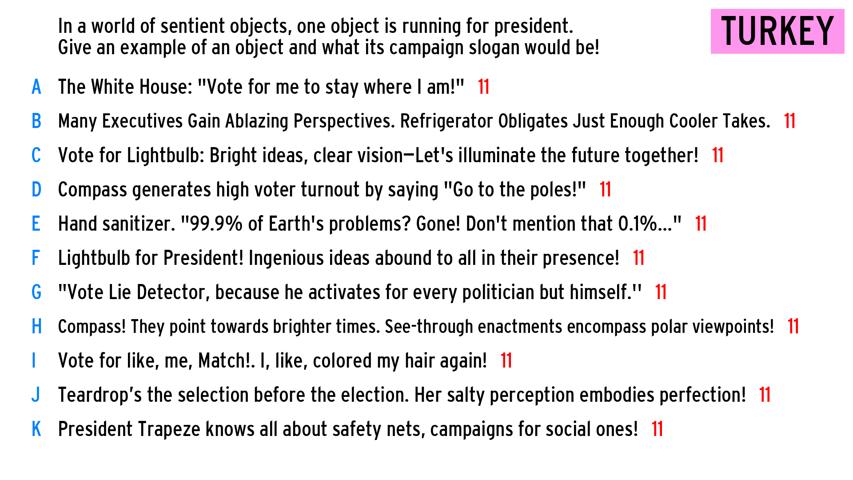 In a world of sentient objects, one object is running for president.
Give an example of an object and what its campaign slogan would be!
TURKEY
A The White House: "Vote for me to stay where I am!" 11
B Many Executives Gain Ablazing Perspectives. Refrigerator Obligates Just Enough Cooler Takes. 11
C Vote for Lightbulb: Bright ideas, clear vision—Let's illuminate the future together! 11
D Compass generates high voter turnout by saying "Go to the poles!" 11
E Hand sanitizer. "99.9% of Earth's problems? Gone! Don't mention that 0.1%..." 11
F Lightbulb for President! Ingenious ideas abound to all in their presence! 11
G "Vote Lie Detector, because he activates for every politician but himself.'' 11
H Compass! They point towards brighter times. See-through enactments encompass polar viewpoints! 11
I Vote for like, me, Match!. I, like, colored my hair again! 11
J Teardrop’s the selection before the election. Her salty perception embodies perfection! 11
K President Trapeze knows all about safety nets, campaigns for social ones! 11